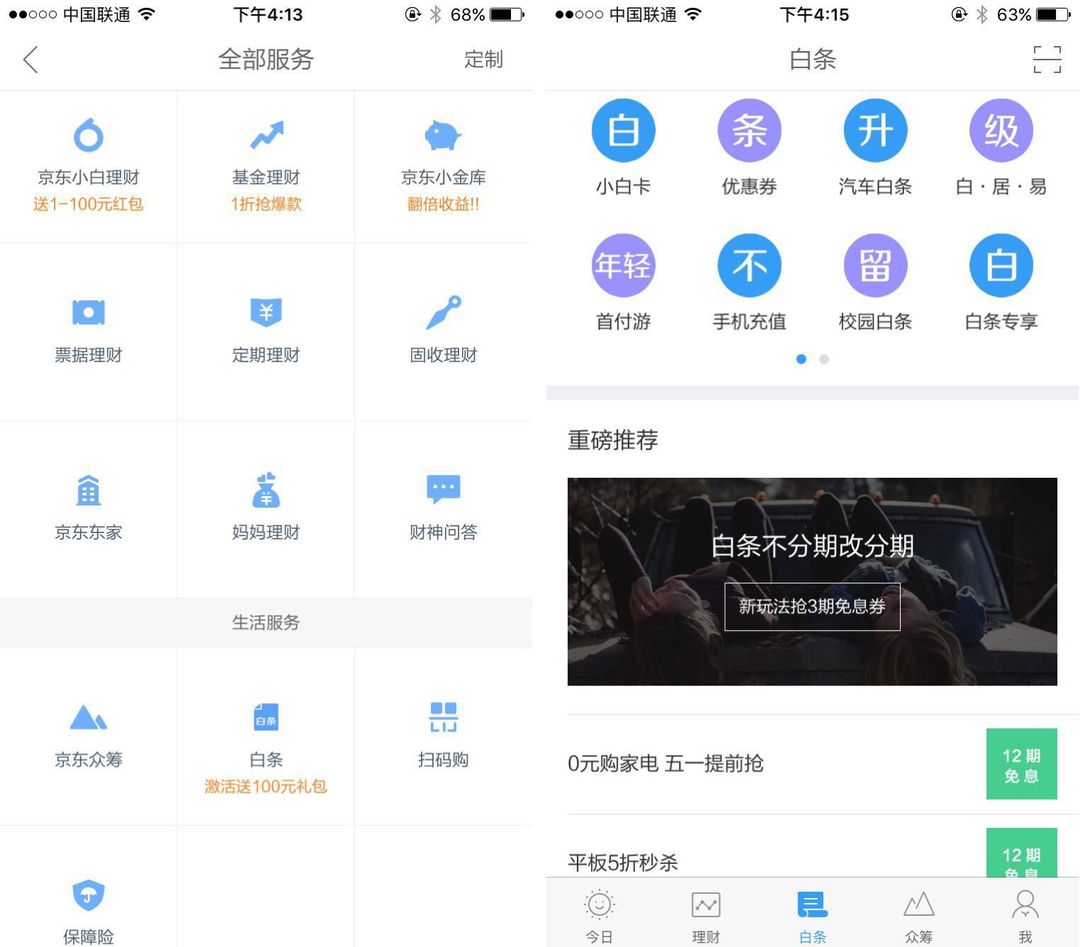 中国联通
下午4:13
68%
全部服务
定制
京东小白理财
送1-100元红包
基金理财
1折抢爆款
京东小金库
翻倍收益!!
票据理财
¥
定期理财
固收理财
京东东家
¥
妈妈理财
财神问答
生活服务
京东众筹
白条
白条
激活送100元礼包
扫码购
保障险
中国联通
下午4:15
63%
白条
白
条
升
级
小白卡
优惠券
汽车白条
白·居·易
年轻
不
留
白
首付游
手机充值
校园白条
白条专享
重磅推荐
白条不分期改分期
新玩法抢3期免息券
0元购家电 五一提前抢
12 期
免 息
平板5折秒杀
12 期
免 息
今日
理财
白条
众筹
我